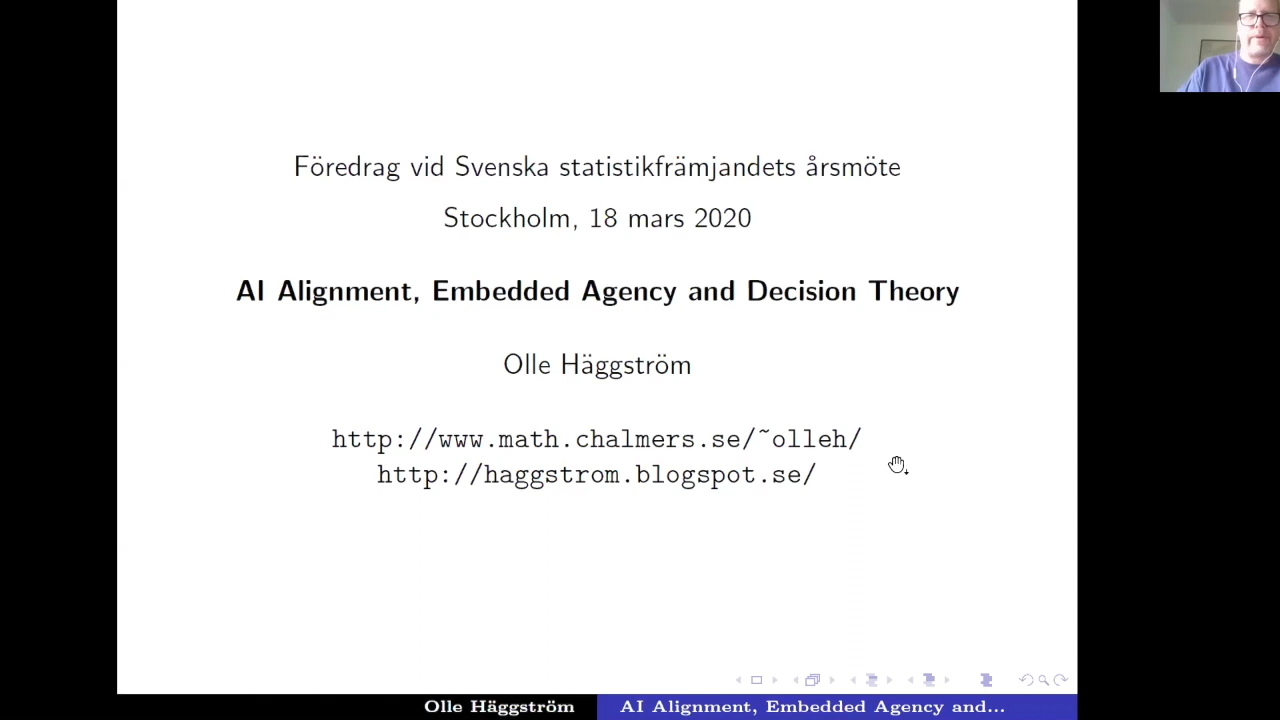 Föredrag vid Svenska statistikfrämjandets årsmöte
Stockholm, 18 mars 2020
AI Alignment, Embedded Agency and Decision Theory
Olle Häggström
http://www.math.chalmers.se/~olleh/
http://haggstrom.blogspot.se/
Olle Häggström
AI Alignment, Embedded Agency and...